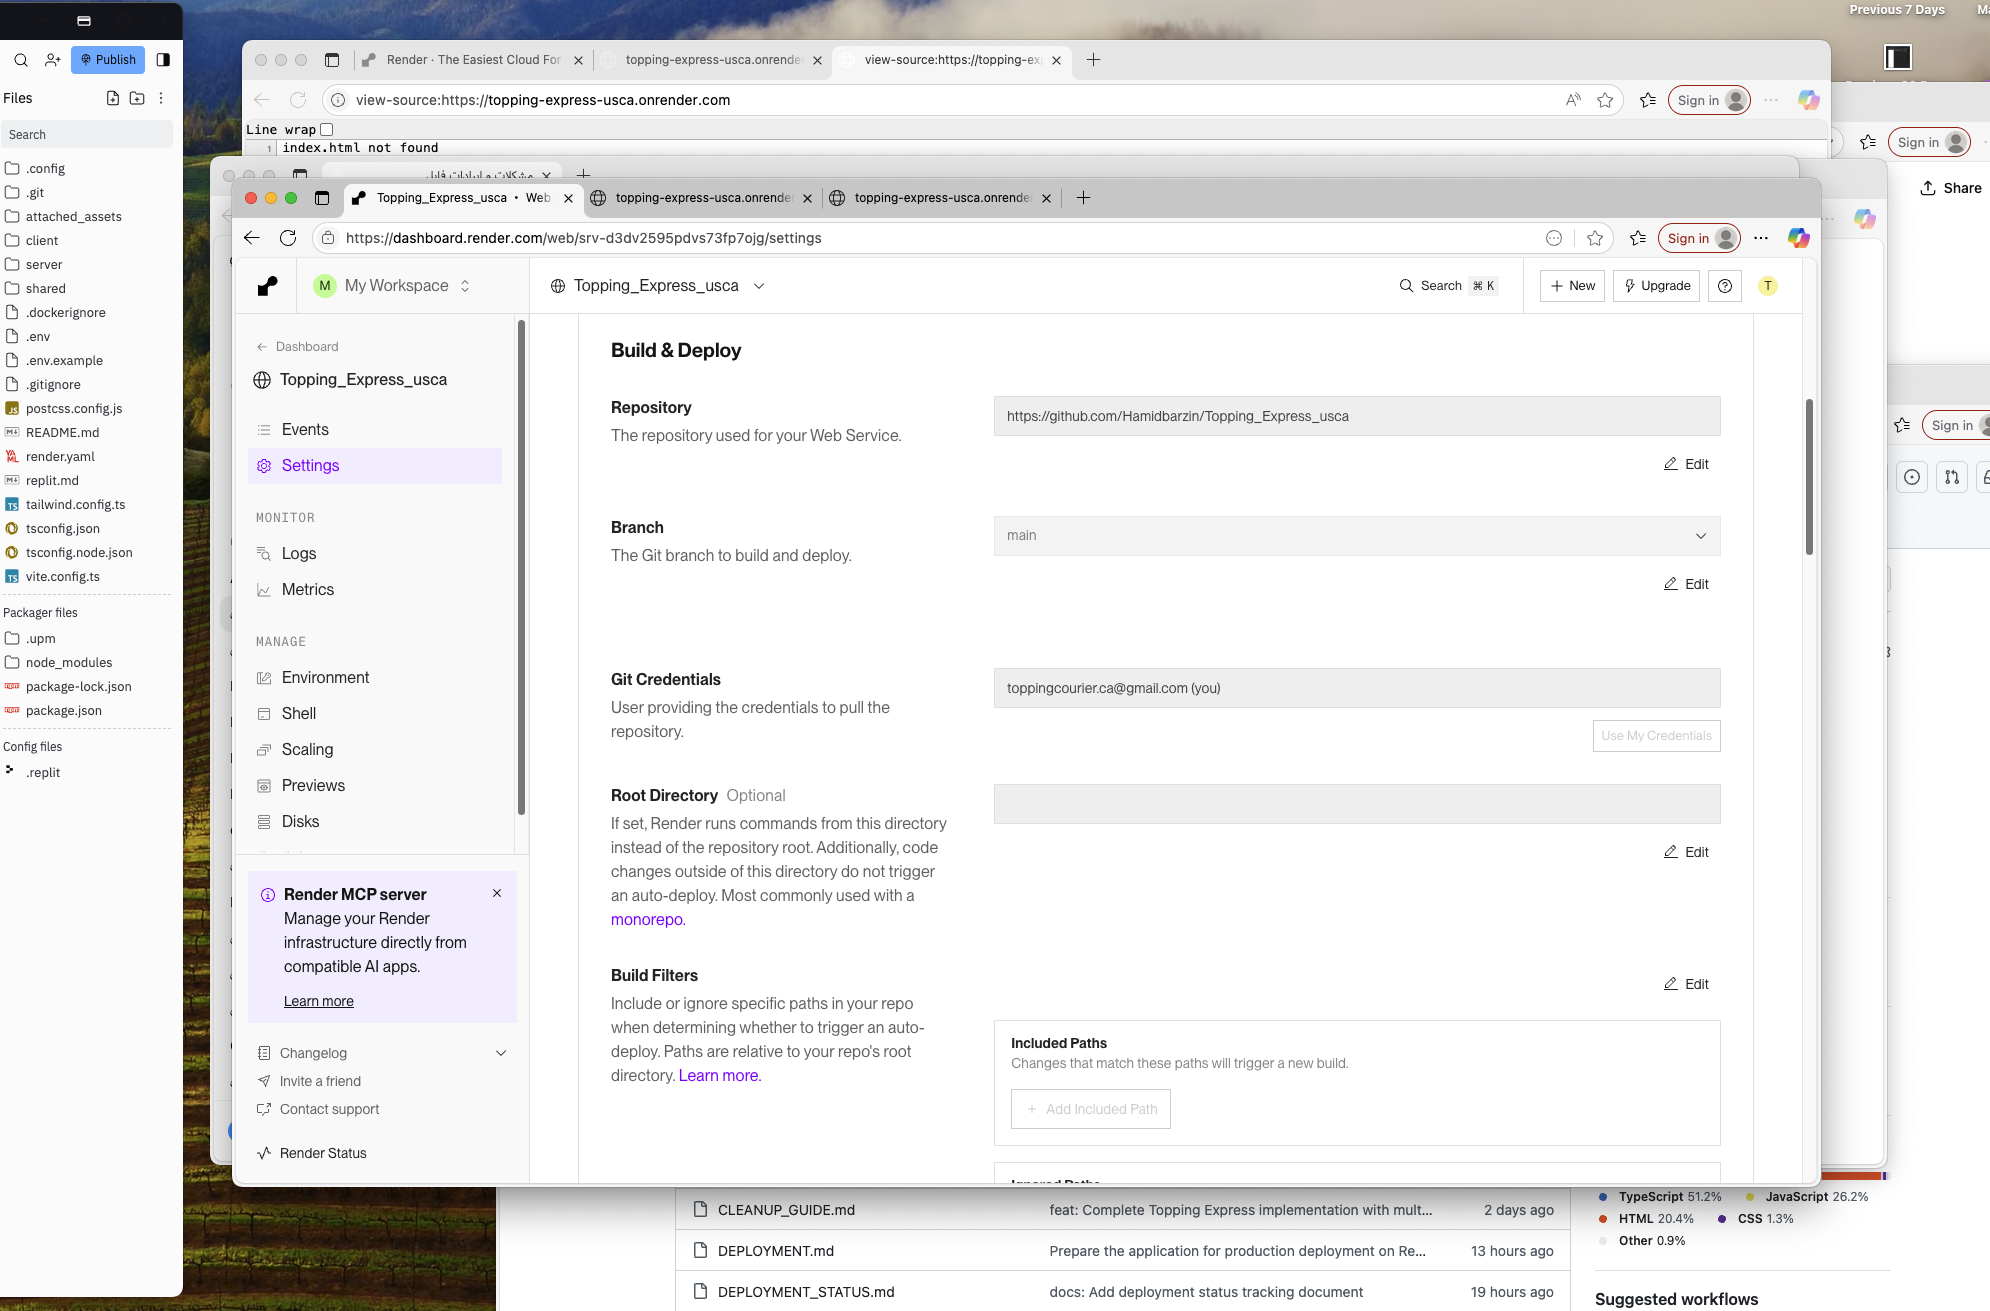 Previous 7 Days
Publish
Files
Search
.config
.git
attached_assets
client
server
shared
.dockerignore
.env
.env.example
.gitignore
postcss.config.js
README.md
render.yaml
replit.md
tailwind.config.ts
tsconfig.json
tsconfig.node.json
vite.config.ts
Packager files
.upm
node_modules
package-lock.json
package.json
Config files
.replit
Render · The Easiest Cloud For
topping-express-usca.onrende
view-source:https://topping-ex
view-source:https://topping-express-usca.onrender.com
Sign in
Line wrap
1 index.html not found
Sign in
Share
مشکلات و ایرادات فایل
Topping_Express_usca • Web
topping-express-usca.onrende
topping-express-usca.onrende
https://dashboard.render.com/web/srv-d3dv2595pdvs73fp7ojg/settings
Sign in
M My Workspace
Topping_Express_usca
Search ⌘ K
New
Upgrade
T
Dashboard
Topping_Express_usca
Events
Settings
MONITOR
Logs
Metrics
MANAGE
Environment
Shell
Scaling
Previews
Disks
Render MCP server
Manage your Render
infrastructure directly from
compatible AI apps.
Learn more
Changelog
Invite a friend
Contact support
Render Status
Build & Deploy
Repository
The repository used for your Web Service.
https://github.com/Hamidbarzin/Topping_Express_usca
Edit
Branch
The Git branch to build and deploy.
main
Edit
Git Credentials
User providing the credentials to pull the
repository.
toppingcourier.ca@gmail.com (you)
Use My Credentials
Root Directory Optional
If set, Render runs commands from this directory
instead of the repository root. Additionally, code
changes outside of this directory do not trigger
an auto-deploy. Most commonly used with a
monorepo.
Edit
Build Filters
Include or ignore specific paths in your repo
when determining whether to trigger an auto-
deploy. Paths are relative to your repo's root
directory. Learn more.
Edit
Included Paths
Changes that match these paths will trigger a new build.
Add Included Path
Ignored Paths
Sign in
CLEANUP_GUIDE.md feat: Complete Topping Express implementation with mult... 2 days ago
DEPLOYMENT.md Prepare the application for production deployment on Re... 13 hours ago
DEPLOYMENT_STATUS.md docs: Add deployment status tracking document 19 hours ago
TypeScript 51.2% JavaScript 26.2%
HTML 20.4% CSS 1.3%
Other 0.9%
Suggested workflows